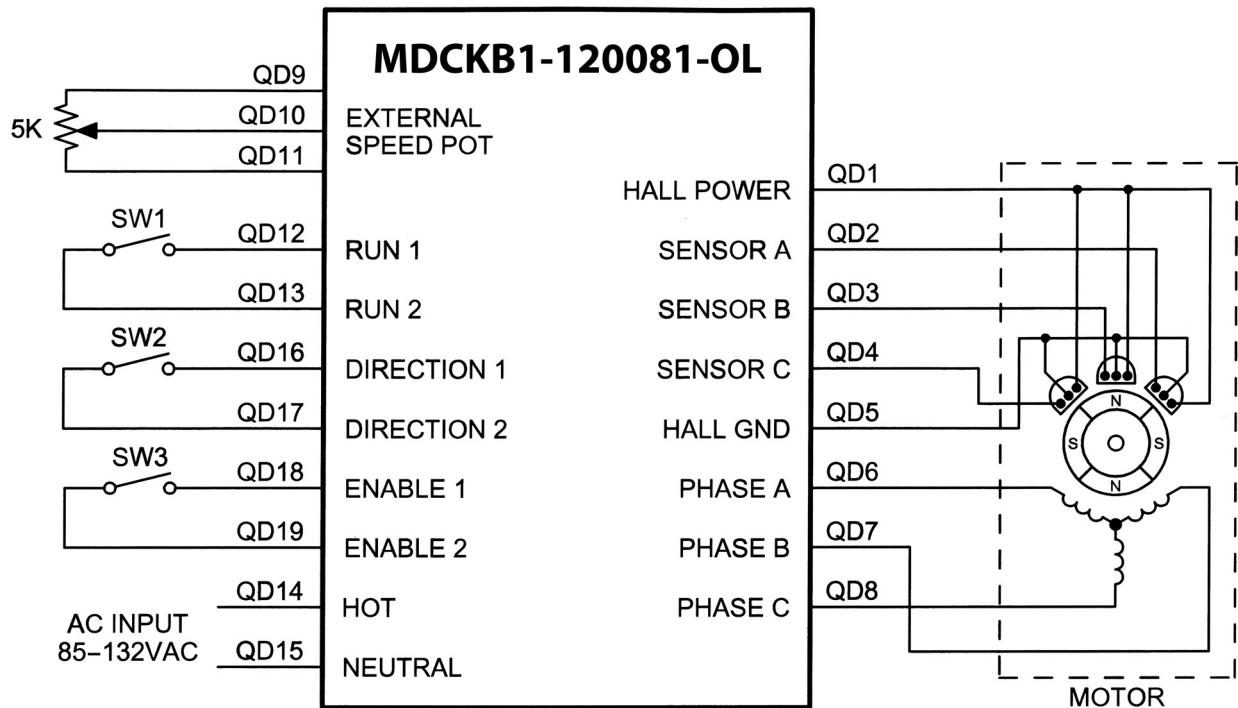 MDCKB1-120081-OL
5K
QD9
QD10
QD11
EXTERNAL
SPEED POT
SW1
QD12
RUN 1
QD13
RUN 2
SW2
QD16
DIRECTION 1
QD17
DIRECTION 2
SW3
QD18
ENABLE 1
QD19
ENABLE 2
AC INPUT
85–132VAC
QD14
HOT
QD15
NEUTRAL
HALL POWER
QD1
SENSOR A
QD2
SENSOR B
QD3
SENSOR C
QD4
HALL GND
QD5
PHASE A
QD6
PHASE B
QD7
PHASE C
QD8
N
S
S
N
MOTOR